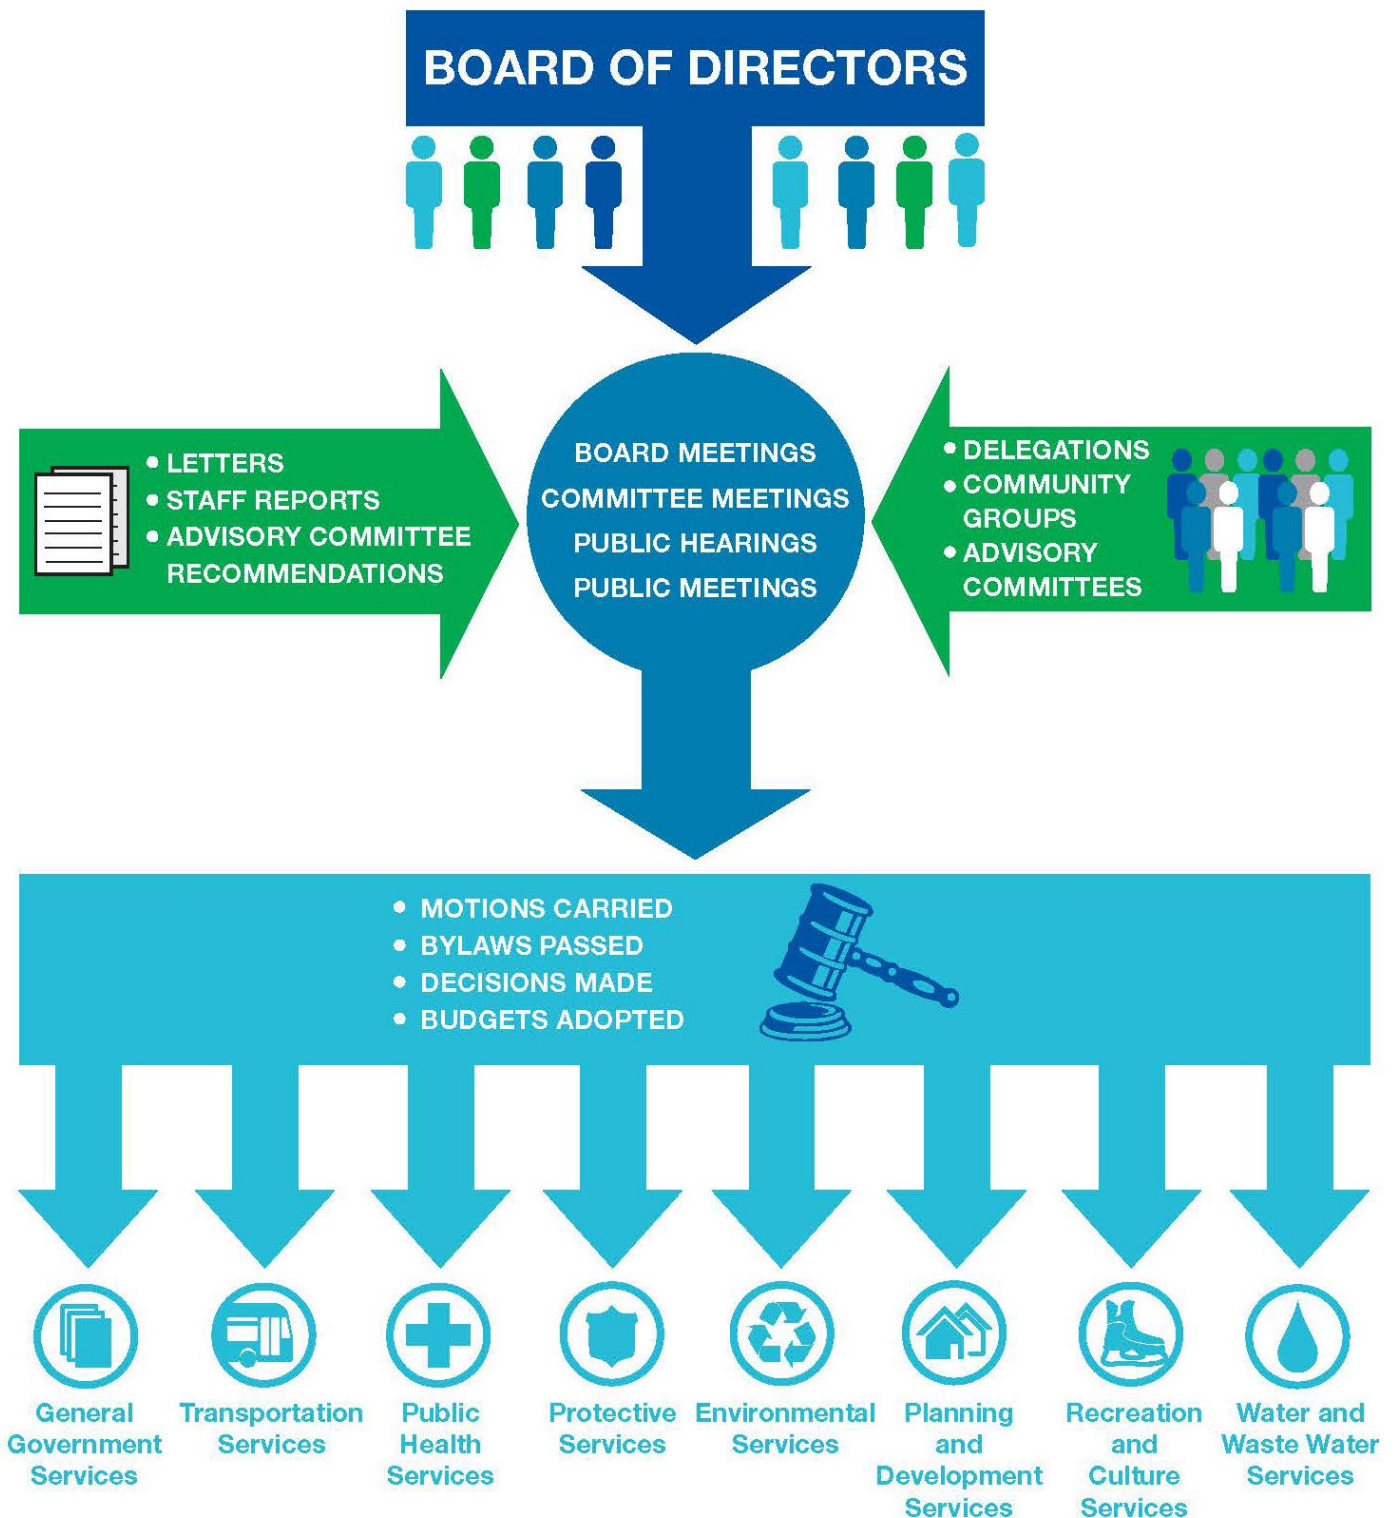 BOARD OF DIRECTORS
• LETTERS
• STAFF REPORTS
• ADVISORY COMMITTEE
RECOMMENDATIONS
BOARD MEETINGS
COMMITTEE MEETINGS
PUBLIC HEARINGS
PUBLIC MEETINGS
• DELEGATIONS
• COMMUNITY
GROUPS
• ADVISORY
COMMITTEES
• MOTIONS CARRIED
• BYLAWS PASSED
• DECISIONS MADE
• BUDGETS ADOPTED
General
Government
Services
Transportation
Services
Public
Health
Services
Protective
Services
Environmental
Services
Planning
and
Development
Services
Recreation
and
Culture
Services
Water and
Waste Water
Services